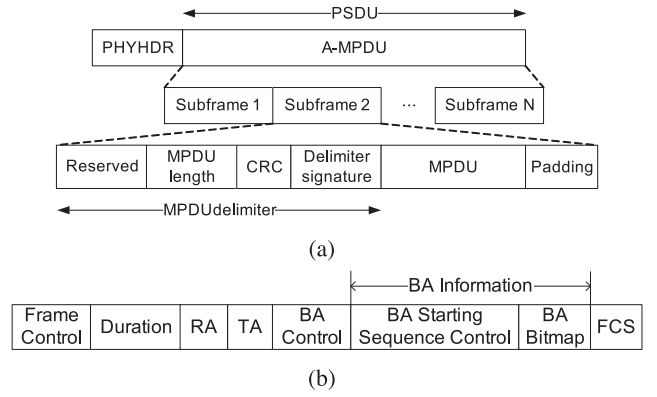 PSDU
PHYHDR A-MPDU
Subframe 1 Subframe 2 ... Subframe N
Reserved MPDU length CRC Delimiter signature MPDU Padding
MPDUdelimiter
(a)
BA Information
Frame Control Duration RA TA BA Control BA Starting Sequence Control BA Bitmap FCS
(b)